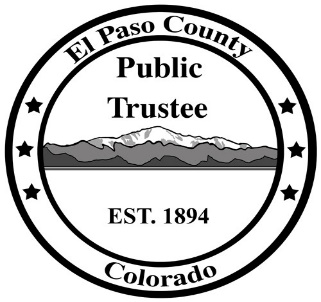 El Paso County
Public
Trustee
EST. 1894
Colorado